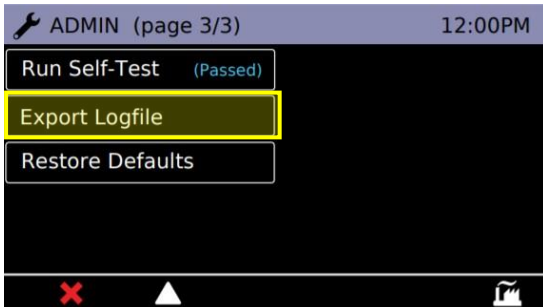 ADMIN (page 3/3) 12:00PM
Run Self-Test (Passed)
Export Logfile
Restore Defaults